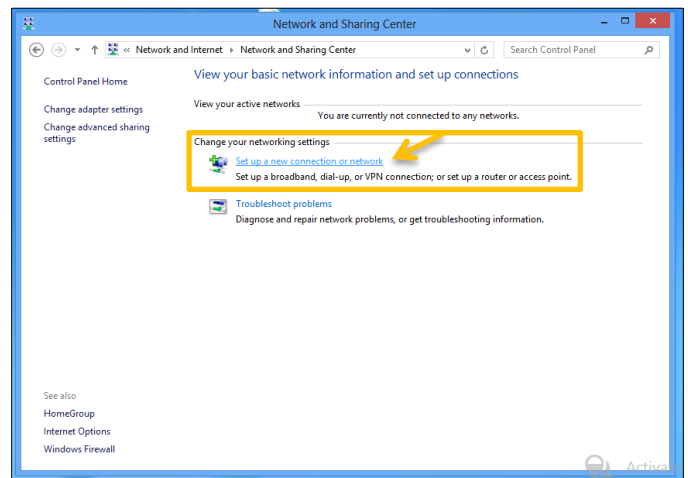 Network and Sharing Center
« Network and Internet ▸ Network and Sharing Center
Search Control Panel
Control Panel Home
Change adapter settings
Change advanced sharing
settings
View your basic network information and set up connections
View your active networks
You are currently not connected to any networks.
Change your networking settings
Set up a new connection or network
Set up a broadband, dial-up, or VPN connection; or set up a router or access point.
Troubleshoot problems
Diagnose and repair network problems, or get troubleshooting information.
See also
HomeGroup
Internet Options
Windows Firewall